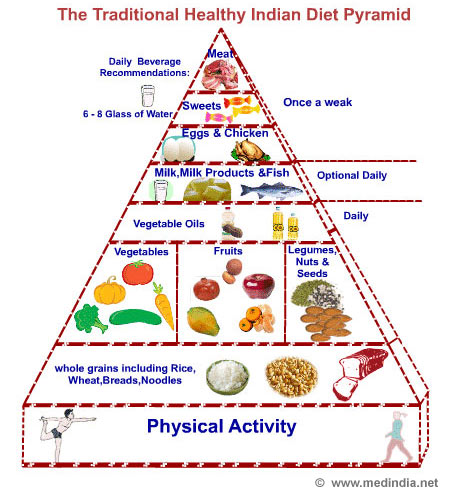 The Traditional Healthy Indian Diet Pyramid
Daily Beverage
Recommendations:
6 - 8 Glass of Water
Meat
Sweets
Once a weak
Eggs & Chicken
Milk,Milk Products &Fish
Optional Daily
Vegetable Oils
Daily
Vegetables
Fruits
Legumes,
Nuts &
Seeds
whole grains including Rice,
Wheat,Breads,Noodles
Physical Activity
© www.medindia.net